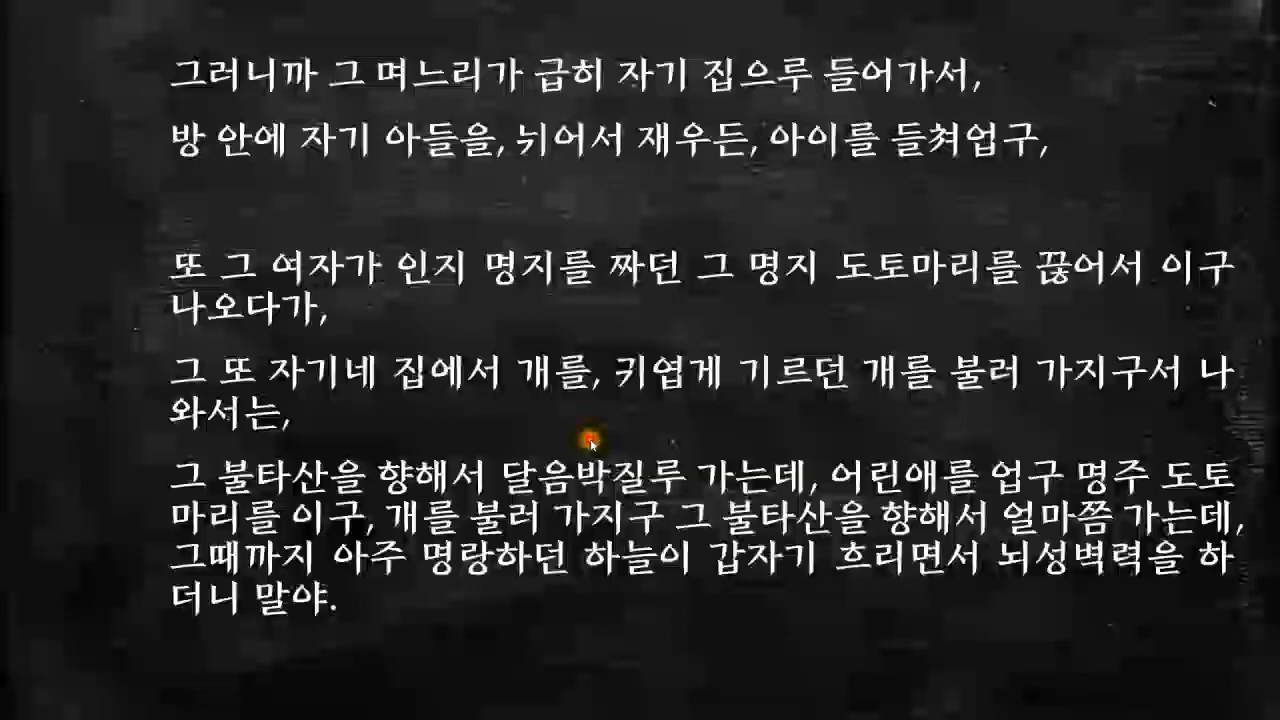 그러니까 그 며느리가 급히 자기 집으루 들어가서,
방 안에 자기 아들을, 뉘어서 재우든, 아이를 들쳐업구,
또 그 여자가 인지 명지를 짜던 그 명지 도토마리를 끊어서 이구
나오다가,
그 또 자기네 집에서 개를, 귀엽게 기르던 개를 불러 가지구서 나
와서는,
그 불타산을 향해서 달음박질루 가는데, 어린애를 업구 명주 도토
마리를 이구, 개를 불러 가지구 그 불타산을 향해서 얼마쯤 가는데,
그때까지 아주 명랑하던 하늘이 갑자기 흐리면서 뇌성벽력을 하
더니 말야.